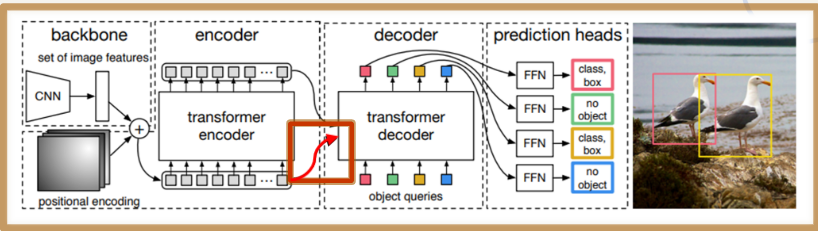 backbone
set of image features
CNN
+
positional encoding
encoder
...
transformer
encoder
...
decoder
transformer
decoder
object queries
prediction heads
FFN
class,
box
FFN
no
object
FFN
class,
box
FFN
no
object